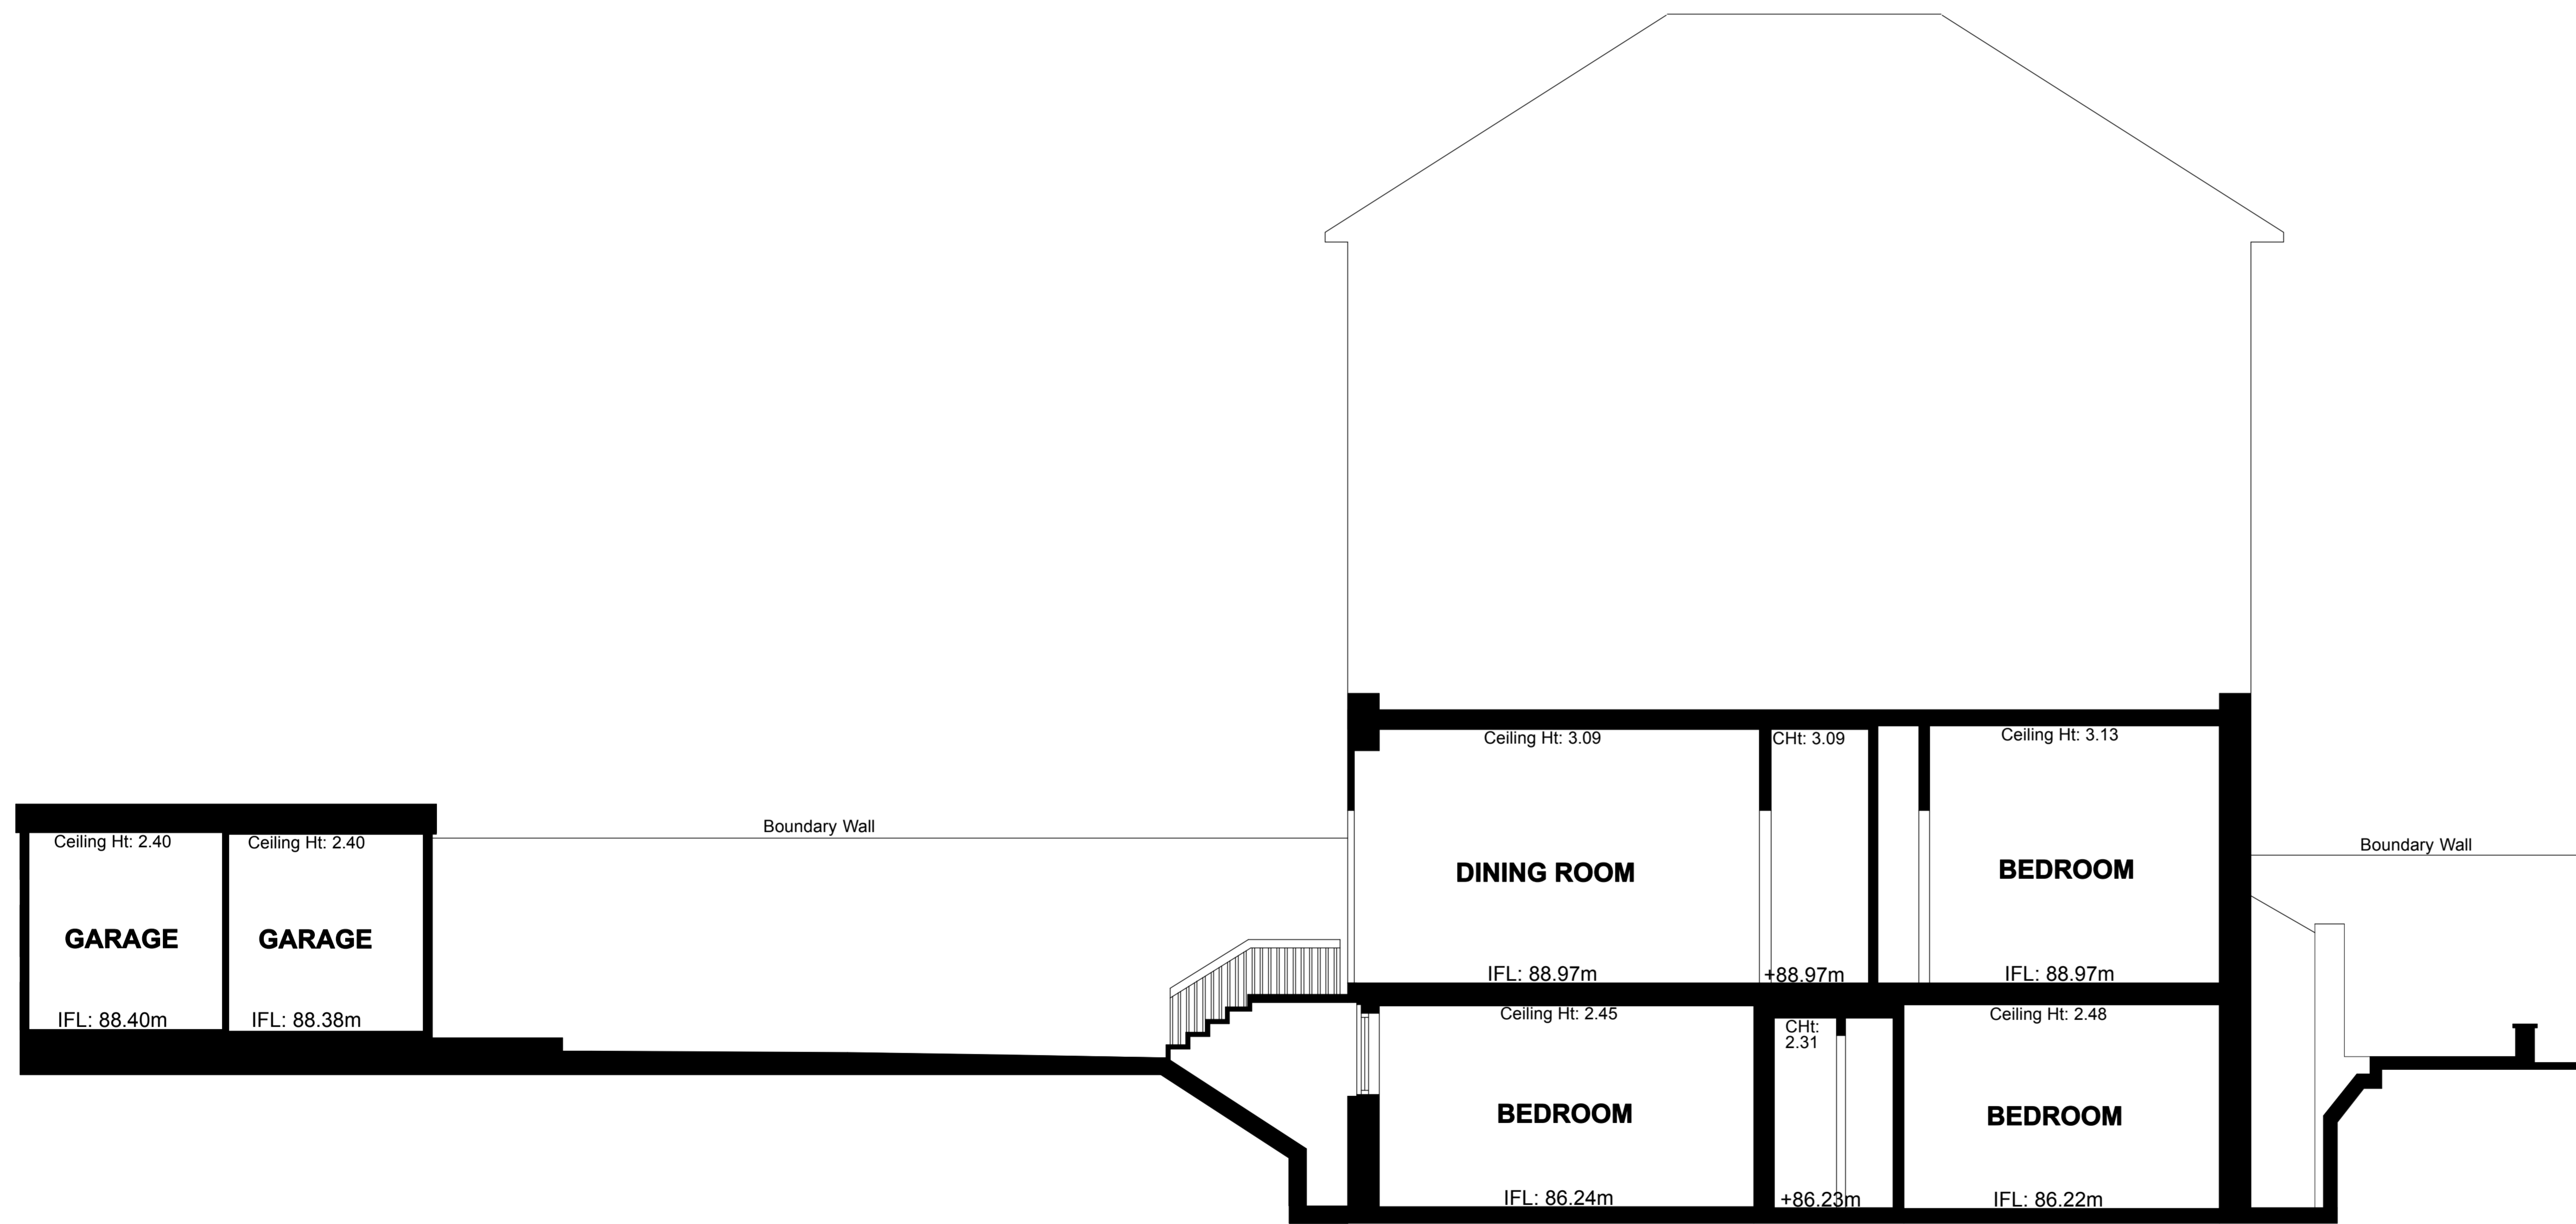 Ceiling Ht: 3.09
CHt: 3.09
Ceiling Ht: 3.13
Boundary Wall
Ceiling Ht: 2.40
Ceiling Ht: 2.40
Boundary Wall
DINING ROOM
BEDROOM
GARAGE
GARAGE
IFL: 88.97m
+88.97m
IFL: 88.97m
IFL: 88.40m
IFL: 88.38m
Ceiling Ht: 2.45
CHt:
2.31
Ceiling Ht: 2.48
BEDROOM
BEDROOM
IFL: 86.24m
+86.23m
IFL: 86.22m